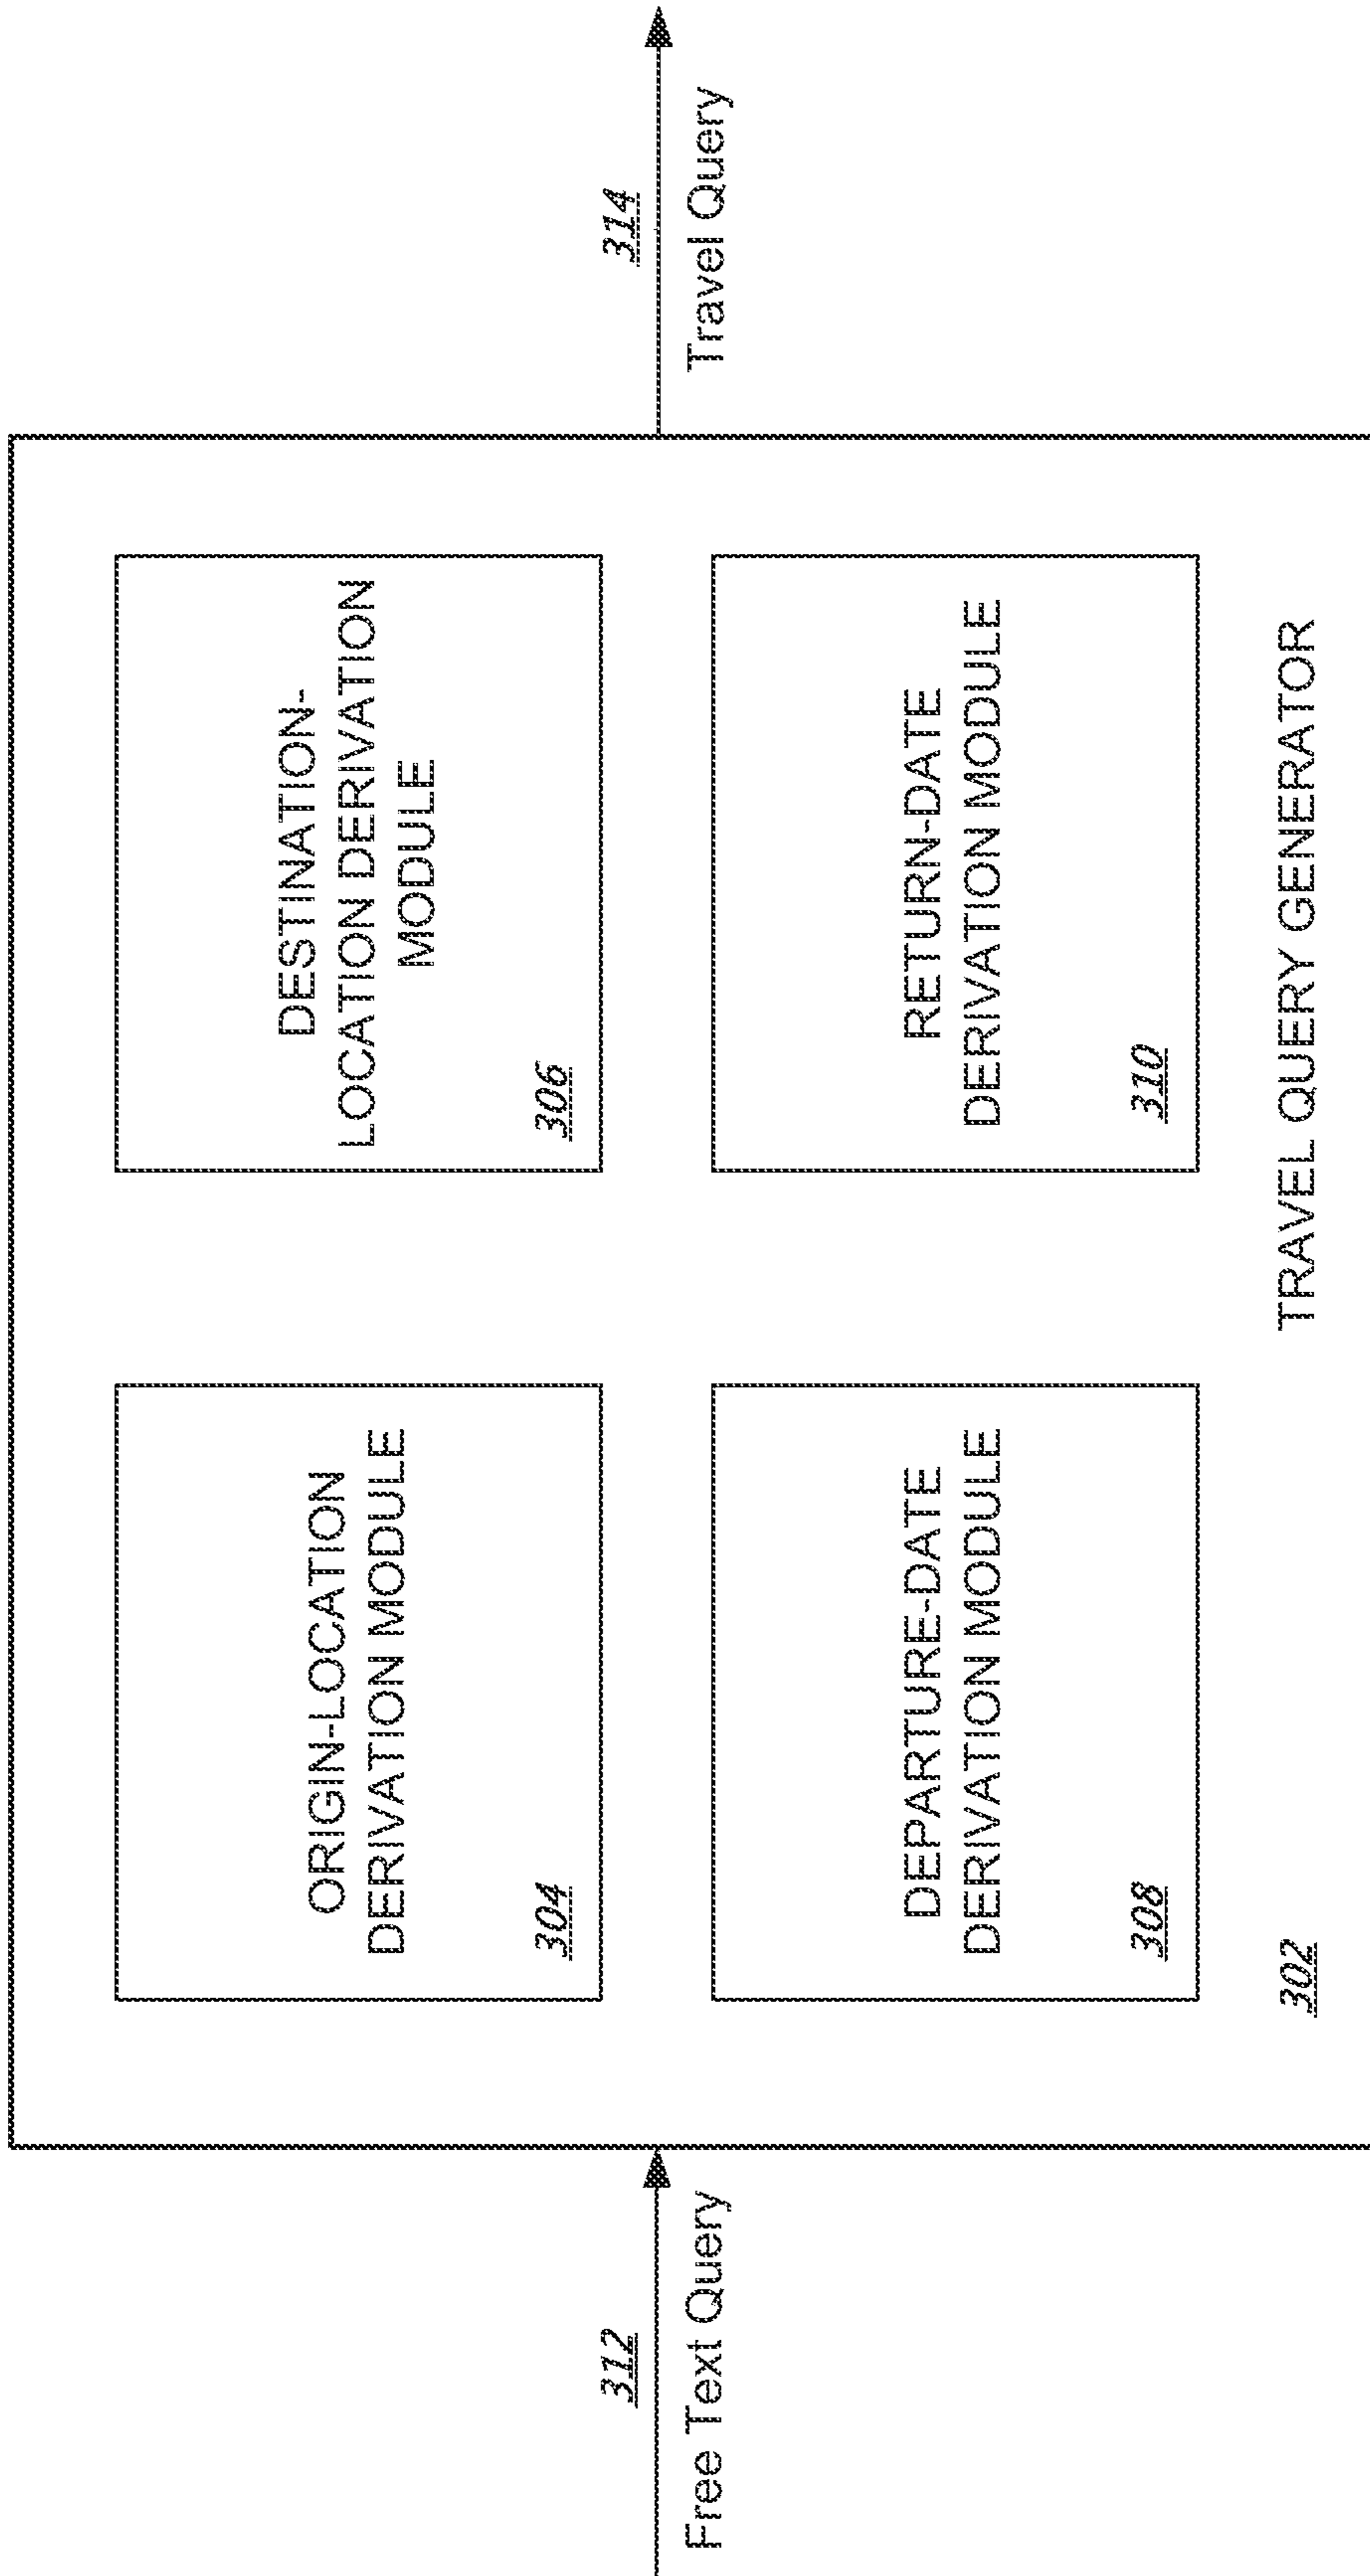 312
Free Text Query
ORIGIN-LOCATION
DERIVATION MODULE
304
DESTINATION-
LOCATION DERIVATION
MODULE
306
DEPARTURE-DATE
DERIVATION MODULE
308
RETURN-DATE
DERIVATION MODULE
310
302
TRAVEL QUERY GENERATOR
314
Travel Query